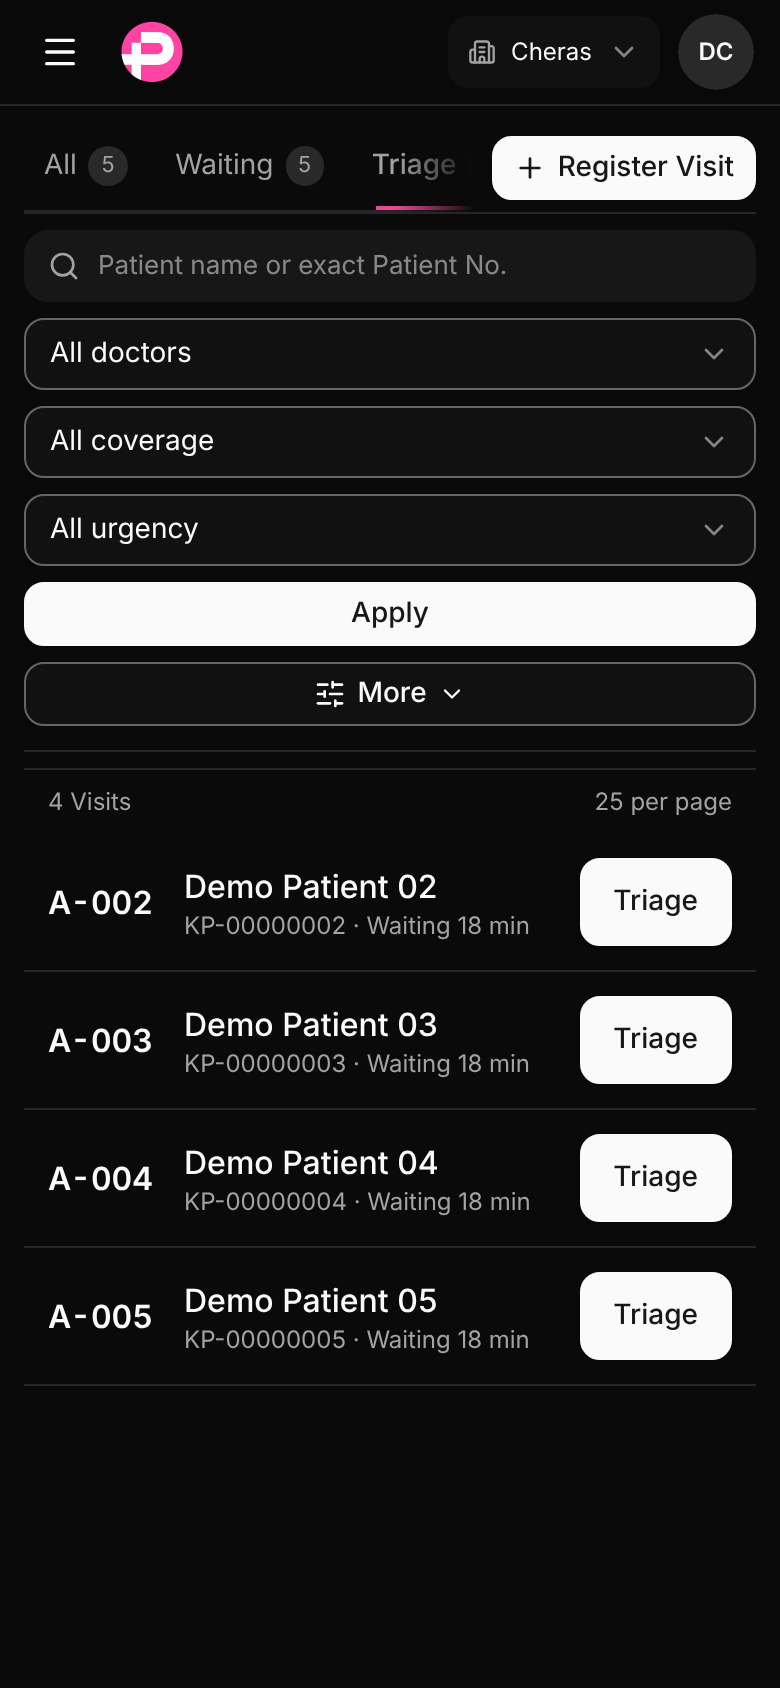 Cheras
DC
All 5 Waiting 5 Triage + Register Visit
Patient name or exact Patient No.
All doctors
All coverage
All urgency
Apply
More
4 Visits 25 per page
A-002 Demo Patient 02 Triage
KP-00000002 · Waiting 18 min
A-003 Demo Patient 03 Triage
KP-00000003 · Waiting 18 min
A-004 Demo Patient 04 Triage
KP-00000004 · Waiting 18 min
A-005 Demo Patient 05 Triage
KP-00000005 · Waiting 18 min